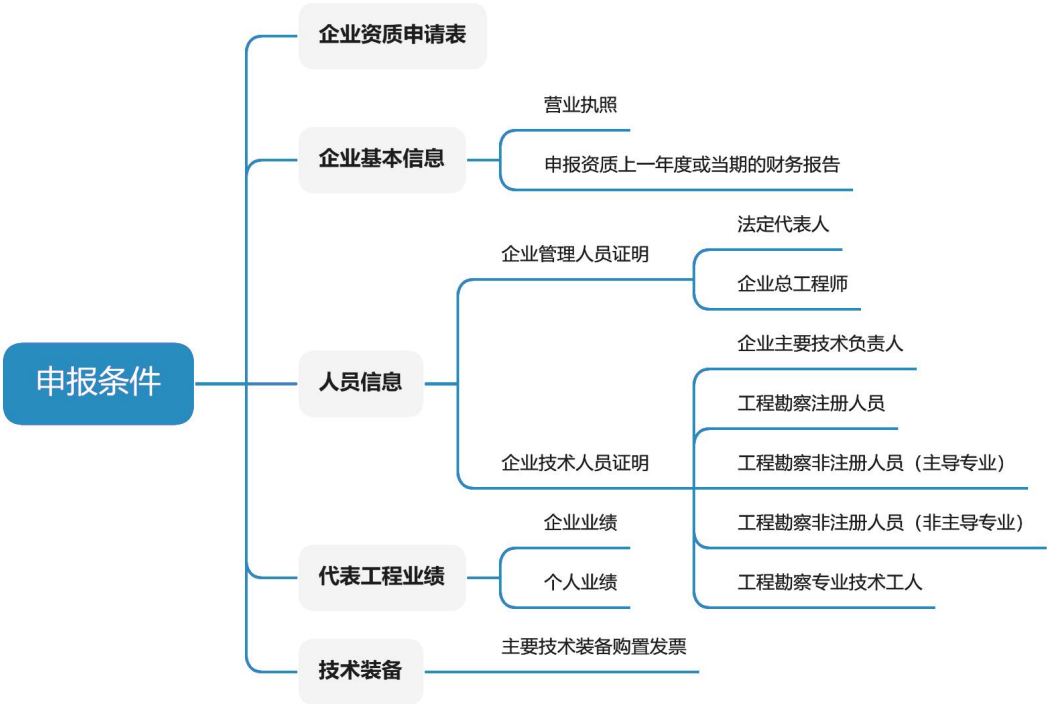 申报条件
企业资质申请表
企业基本信息
营业执照
申报资质上一年度或当期的财务报告
人员信息
企业管理人员证明
法定代表人
企业总工程师
企业技术人员证明
企业主要技术负责人
工程勘察注册人员
工程勘察非注册人员（主导专业）
工程勘察非注册人员（非主导专业）
工程勘察专业技术工人
代表工程业绩
企业业绩
个人业绩
技术装备
主要技术装备购置发票